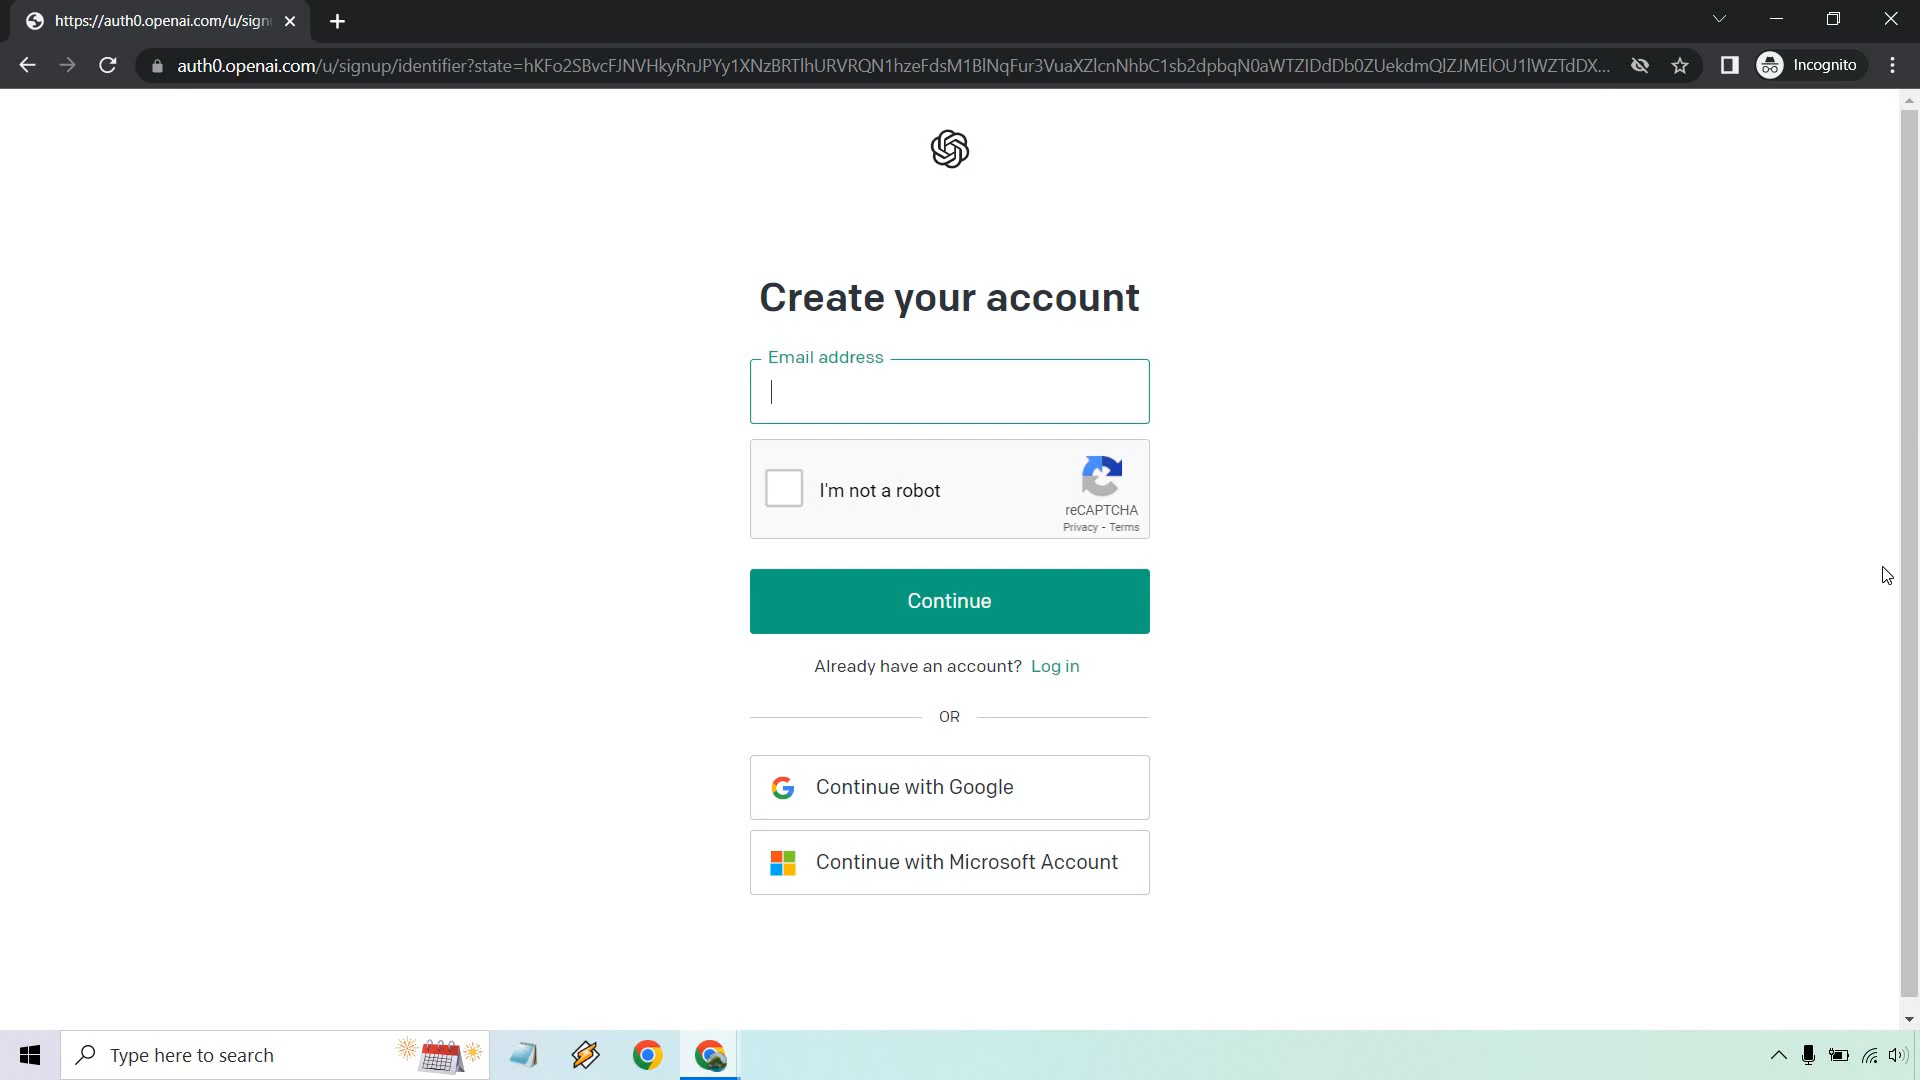 https://auth0.openai.com/u/sign
auth0.openai.com/u/signup/identifier?state=hKFo2SBvcFJNVHkyRnJPYy1XNzBRTlhURVRQN1hzeFdsM1BlNqFur3VuaXZlcnNhbC1sb2dpbqN0aWTZIDdDb0ZUekdmQlZJMElOU1lWZTdDX...
Incognito
Create your account
Email address
I'm not a robot
reCAPTCHA
Privacy - Terms
Continue
Already have an account? Log in
OR
Continue with Google
Continue with Microsoft Account
Type here to search